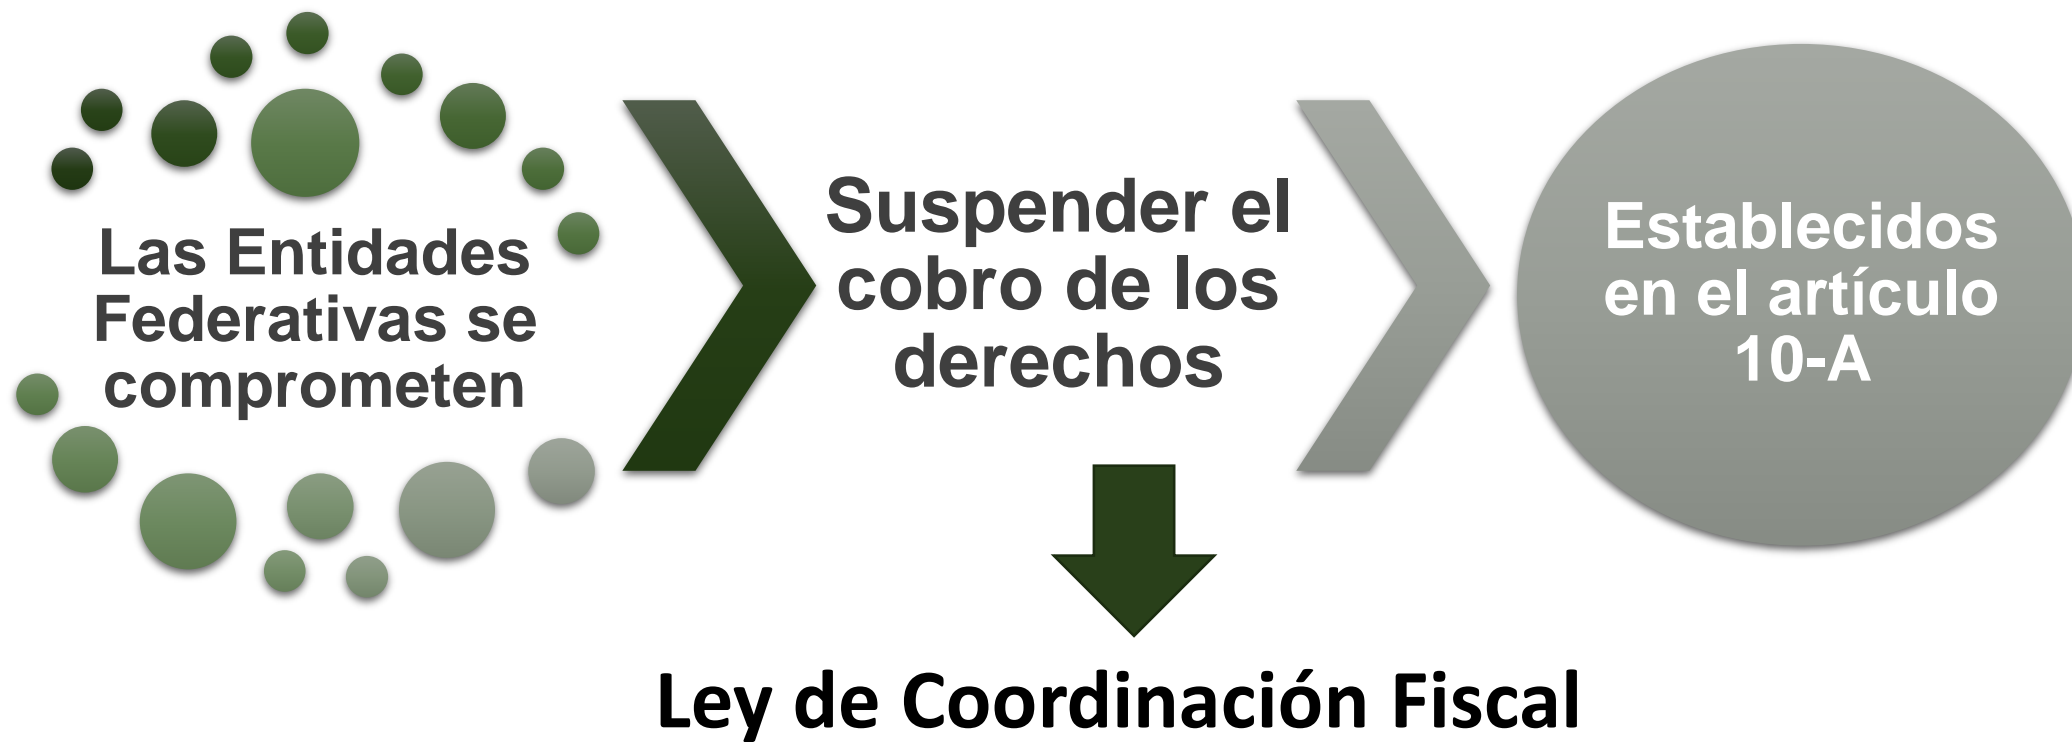 Las Entidades
Federativas se
comprometen
Suspender el
cobro de los
derechos
Establecidos
en el artículo
10-A
Ley de Coordinación Fiscal